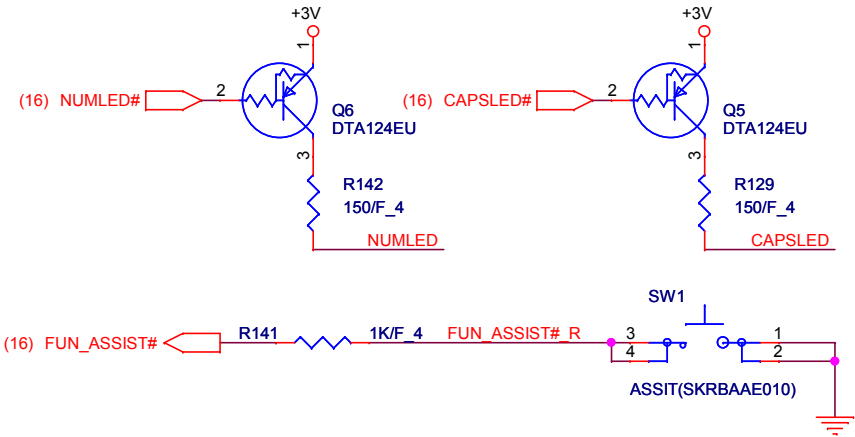 +3V
+3V
1
1
(16) NUMLED#
2
(16) CAPSLED#
2
Q6
DTA124EU
Q5
DTA124EU
3
3
R142
150/F_4
R129
150/F_4
NUMLED
CAPSLED
SW1
(16) FUN_ASSIST#
R141
1K/F_4
FUN_ASSIST#_R
3
4
1
2
ASSIT(SKRBAAE010)